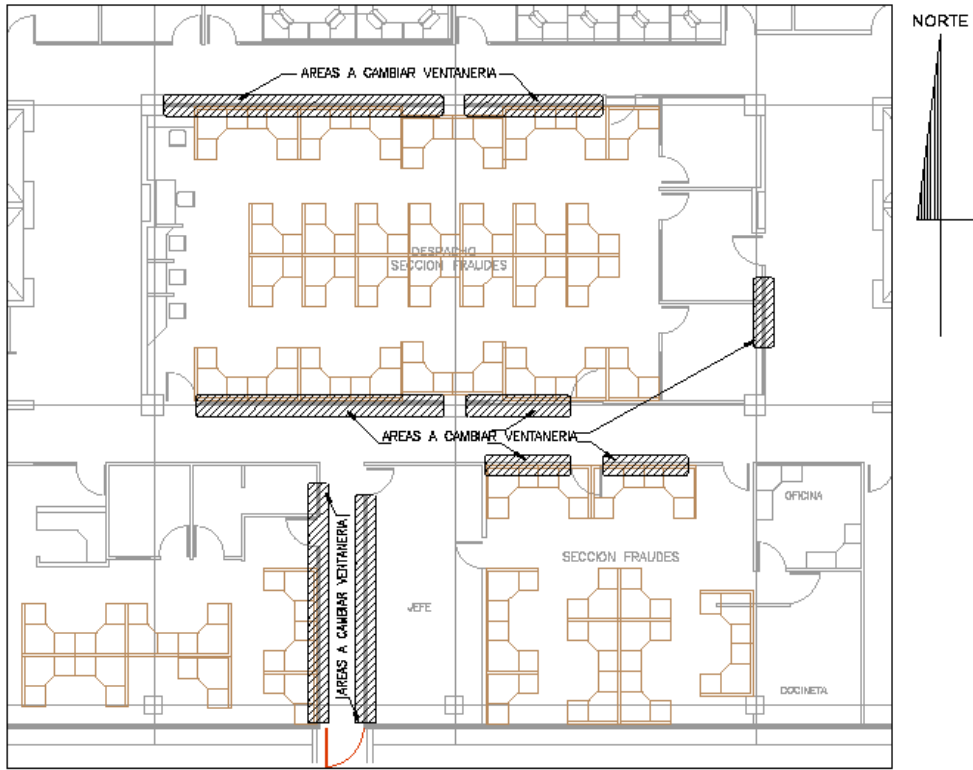 NORTE
AREAS A CAMBIAR VENTANERIA
DESPACHO
SECCION FRAUDES
AREAS A CAMBIAR VENTANERIA
OFICINA
AREAS A CAMBIAR VENTANERIA
SECCION FRAUDES
JEFE
COCINETA